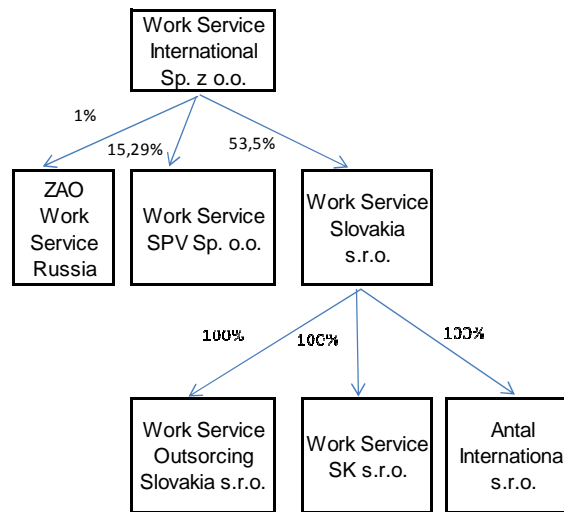 Work Service
International
Sp. z o.o.
1%
15,29%
53,5%
ZAO
Work
Service
Russia
Work Service
SPV Sp. o.o.
Work Service
Slovakia
s.r.o.
100%
100%
100%
Work Service
Outsorcing
Slovakia s.r.o.
Work Service
SK s.r.o.
Antal
Internationa
s.r.o.